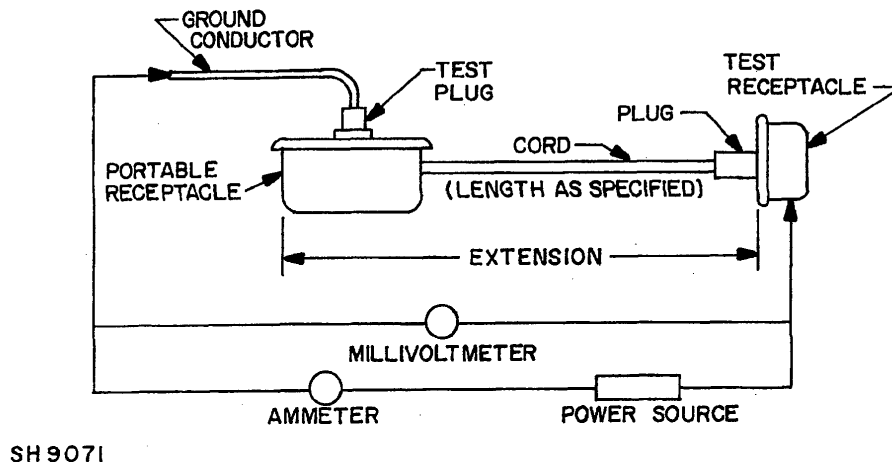 GROUND
CONDUCTOR
TEST
PLUG
TEST
RECEPTACLE
PLUG
CORD
PORTABLE
RECEPTACLE
(LENGTH AS SPECIFIED)
EXTENSION
MILLIVOLTMETER
AMMETER
POWER SOURCE
SH9071